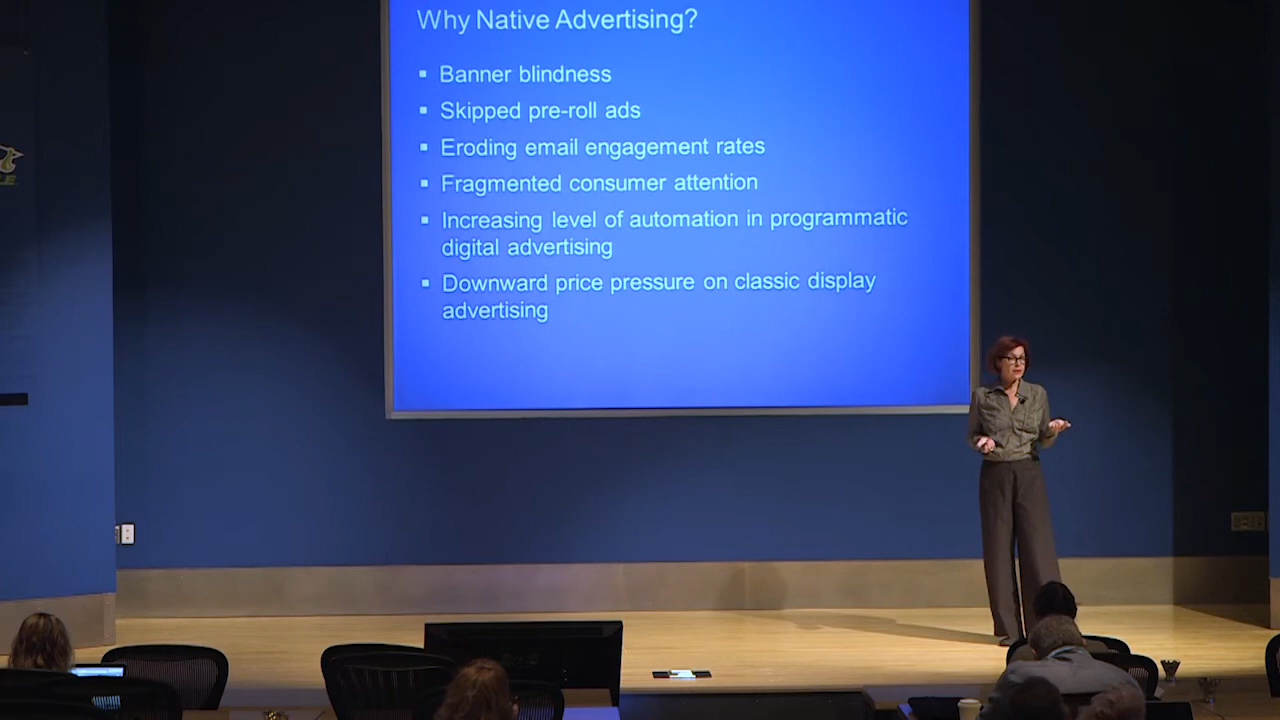 Why Native Advertising?
▪ Banner blindness
▪ Skipped pre-roll ads
▪ Eroding email engagement rates
▪ Fragmented consumer attention
▪ Increasing level of automation in programmatic
digital advertising
▪ Downward price pressure on classic display
advertising